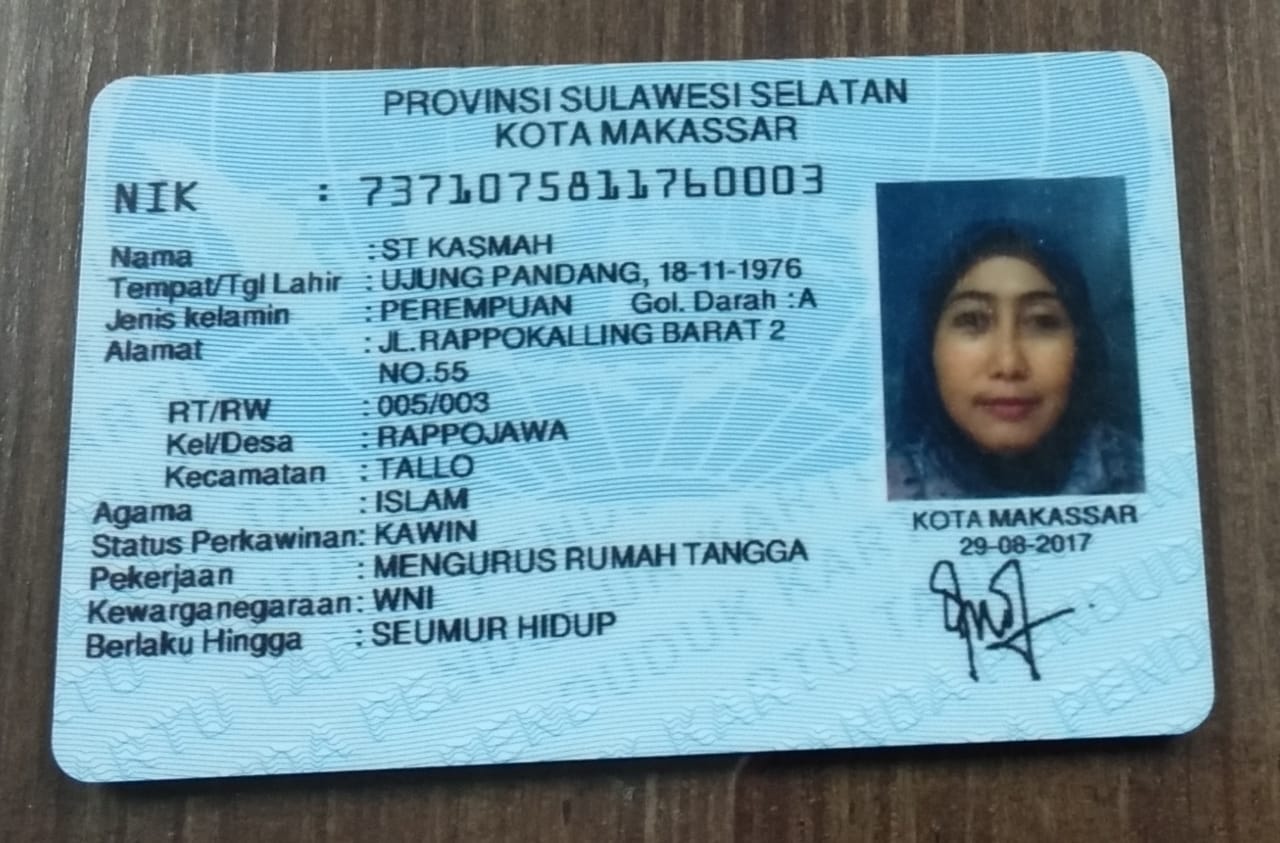 PROVINSI SULAWESI SELATAN
KOTA MAKASSAR
NIK : 7371075811760003
Nama : ST KASMAH
Tempat/Tgl Lahir : UJUNG PANDANG, 18-11-1976
Jenis kelamin : PEREMPUAN Gol. Darah : A
Alamat : JL.RAPPOKALLING BARAT 2
NO.55
RT/RW : 005/003
Kel/Desa : RAPPOJAWA
Kecamatan : TALLO
Agama : ISLAM
Status Perkawinan: KAWIN
Pekerjaan : MENGURUS RUMAH TANGGA
Kewarganegaraan: WNI
Berlaku Hingga : SEUMUR HIDUP
KOTA MAKASSAR
29-08-2017